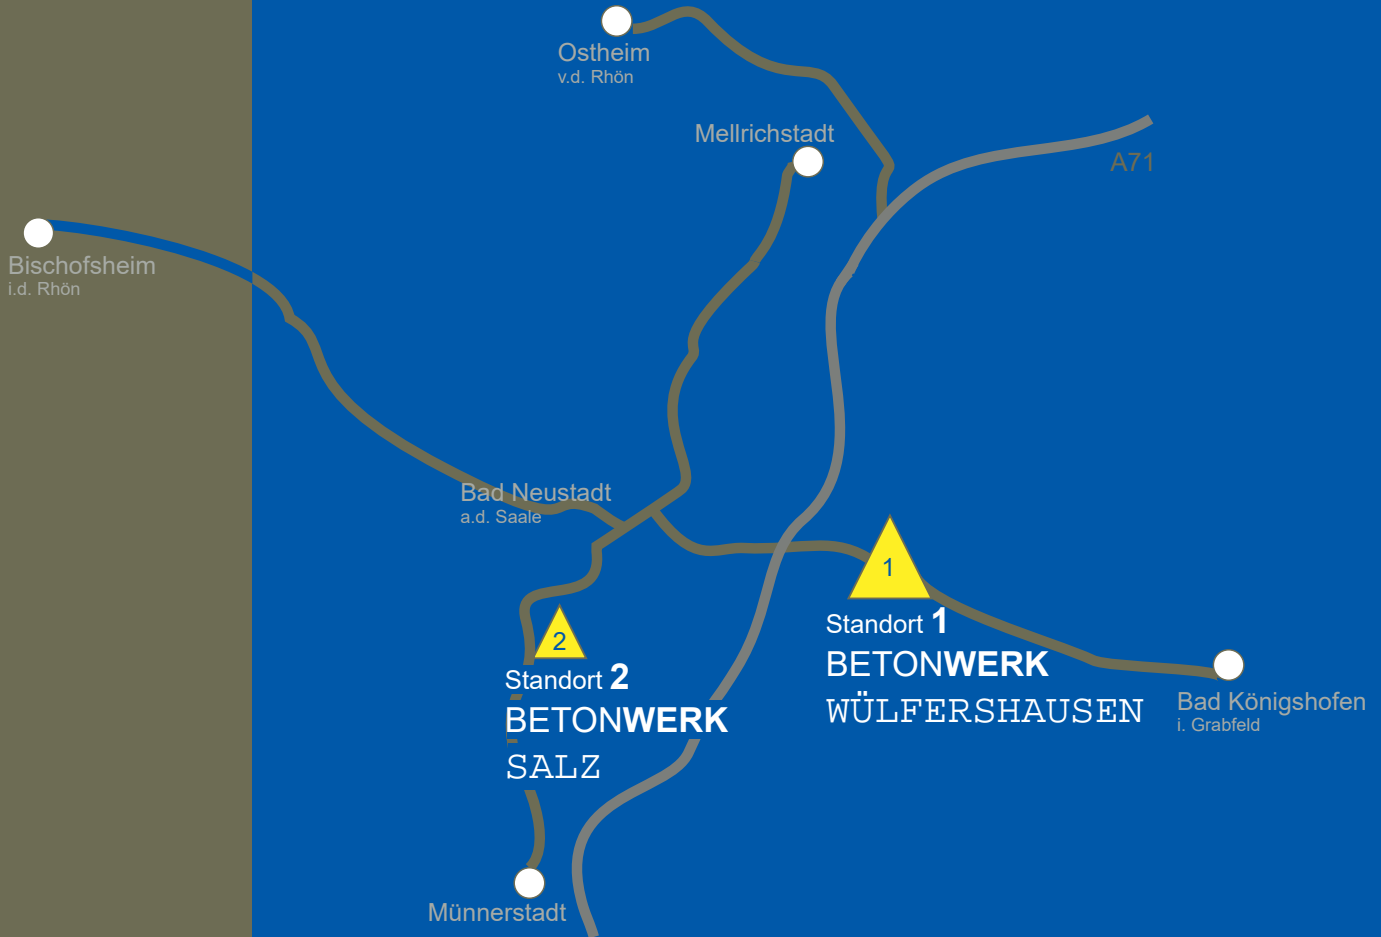 Ostheim
v.d. Rhön
Mellrichstadt
A71
Bischofsheim
i.d. Rhön
Bad Neustadt
a.d. Saale
1
Standort 1
BETONWERK
WÜLFERSHAUSEN
2
Standort 2
BETONWERK
SALZ
Bad Königshofen
i. Grabfeld
Münnerstadt